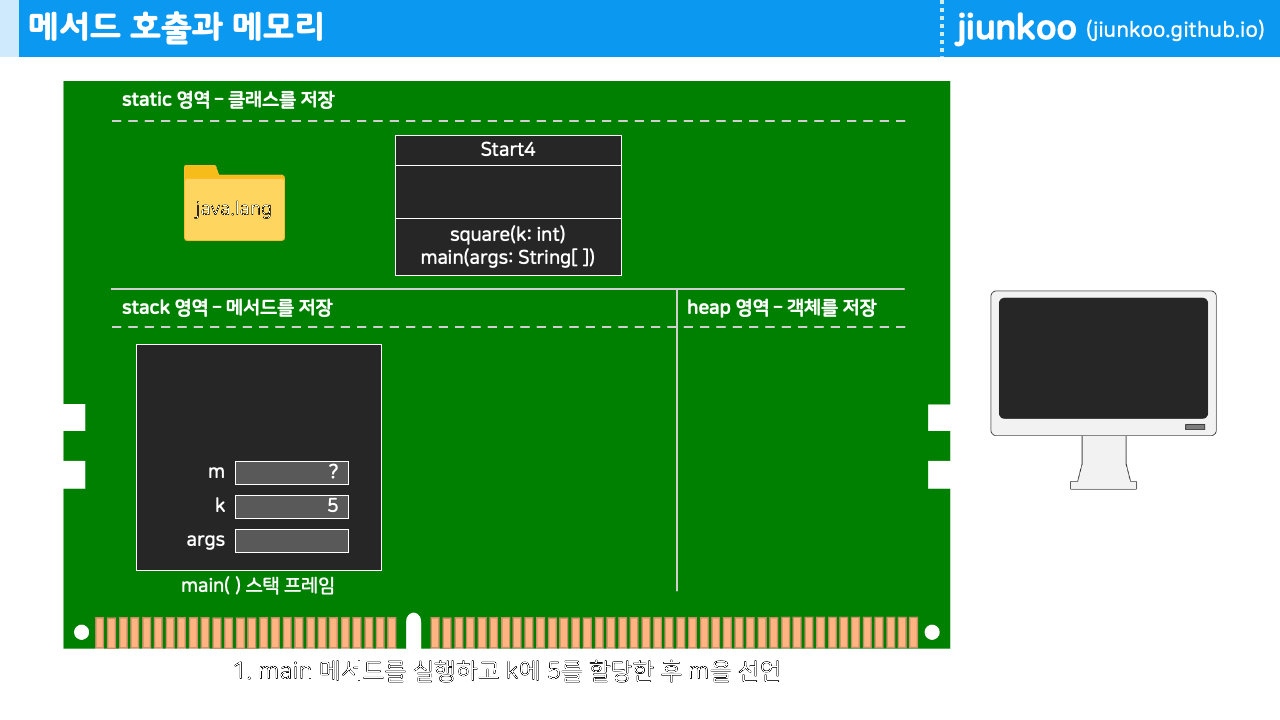 메서드 호출과 메모리
jiunkoo (jiunkoo.github.io)
static 영역 – 클래스를 저장
java.lang
Start4
square(k: int)
main(args: String[ ])
stack 영역 – 메서드를 저장
heap 영역 – 객체를 저장
m ?
k 5
args
main( ) 스택 프레임
1. main 메서드를 실행하고 k에 5를 할당한 후 m을 선언